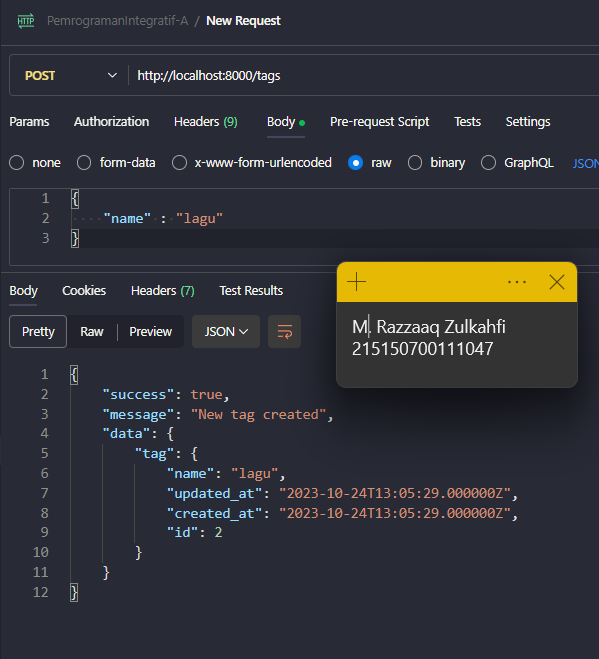 HTTP PemrogramanIntegratif-A / New Request
POST http://localhost:8000/tags
Params Authorization Headers (9) Body Pre-request Script Tests Settings
none form-data x-www-form-urlencoded raw binary GraphQL JSON
1 {
2 ····"name"·:·"lagu"
3 }
Body Cookies Headers (7) Test Results
Pretty Raw Preview JSON
M. Razzaaq Zulkahfi
215150700111047
1 {
2 "success": true,
3 "message": "New tag created",
4 "data": {
5 "tag": {
6 "name": "lagu",
7 "updated_at": "2023-10-24T13:05:29.000000Z",
8 "created_at": "2023-10-24T13:05:29.000000Z",
9 "id": 2
10 }
11 }
12 }